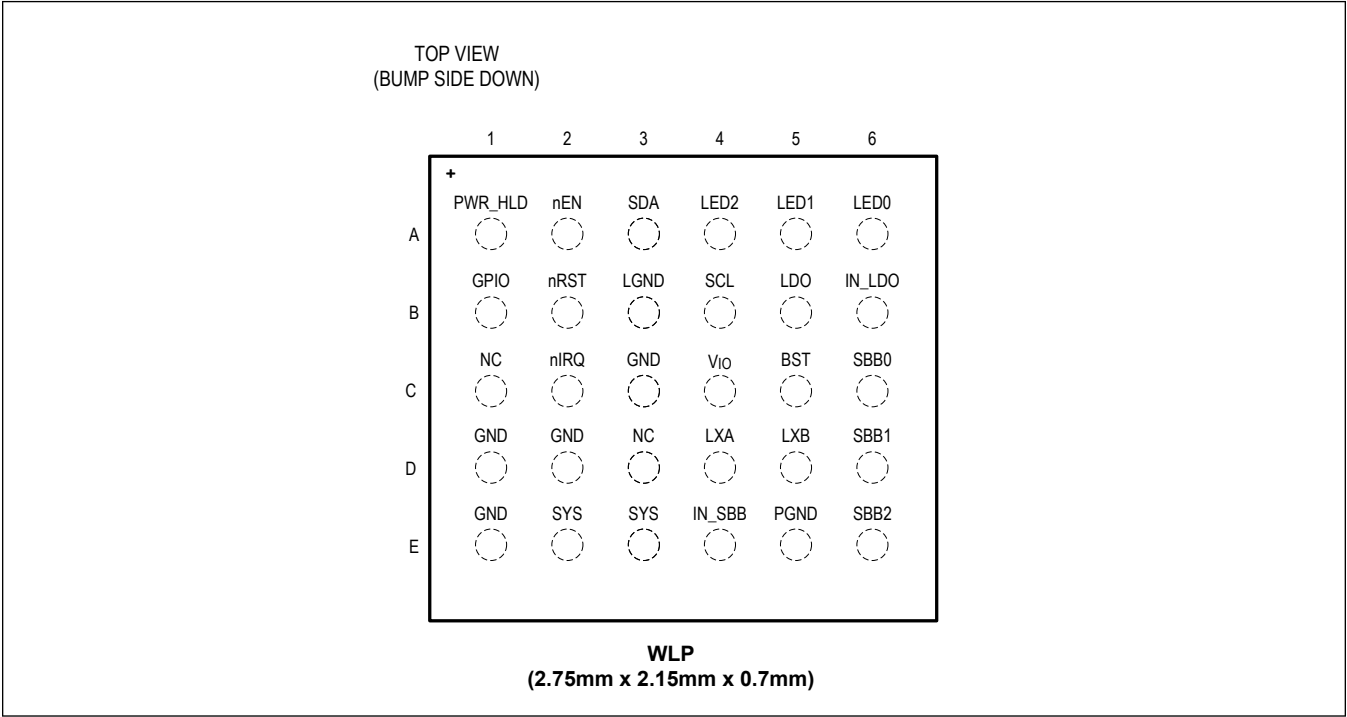 TOP VIEW
(BUMP SIDE DOWN)
1 2 3 4 5 6
+
PWR_HLD nEN SDA LED2 LED1 LED0
A
GPIO nRST LGND SCL LDO IN_LDO
B
NC nIRQ GND VIO BST SBB0
C
GND GND NC LXA LXB SBB1
D
GND SYS SYS IN_SBB PGND SBB2
E
WLP
(2.75mm x 2.15mm x 0.7mm)